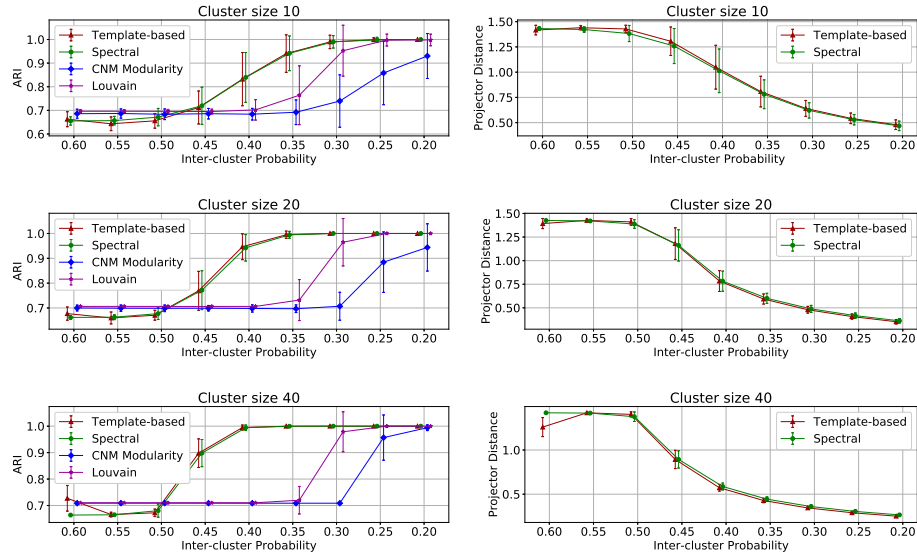 Cluster size 10
1.0
0.9
0.8
0.7
0.6
ARI
Template-based
Spectral
CNM Modularity
Louvain
0.60 0.55 0.50 0.45 0.40 0.35 0.30 0.25 0.20
Inter-cluster Probability
Cluster size 10
1.50
1.25
1.00
0.75
0.50
Projector Distance
Template-based
Spectral
0.60 0.55 0.50 0.45 0.40 0.35 0.30 0.25 0.20
Inter-cluster Probability
Cluster size 20
1.0
0.9
0.8
0.7
ARI
Template-based
Spectral
CNM Modularity
Louvain
0.60 0.55 0.50 0.45 0.40 0.35 0.30 0.25 0.20
Inter-cluster Probability
Cluster size 20
1.50
1.25
1.00
0.75
0.50
Projector Distance
Template-based
Spectral
0.60 0.55 0.50 0.45 0.40 0.35 0.30 0.25 0.20
Inter-cluster Probability
Cluster size 40
1.0
0.9
0.8
0.7
ARI
Template-based
Spectral
CNM Modularity
Louvain
0.60 0.55 0.50 0.45 0.40 0.35 0.30 0.25 0.20
Inter-cluster Probability
Cluster size 40
1.0
0.5
Projector Distance
Template-based
Spectral
0.60 0.55 0.50 0.45 0.40 0.35 0.30 0.25 0.20
Inter-cluster Probability